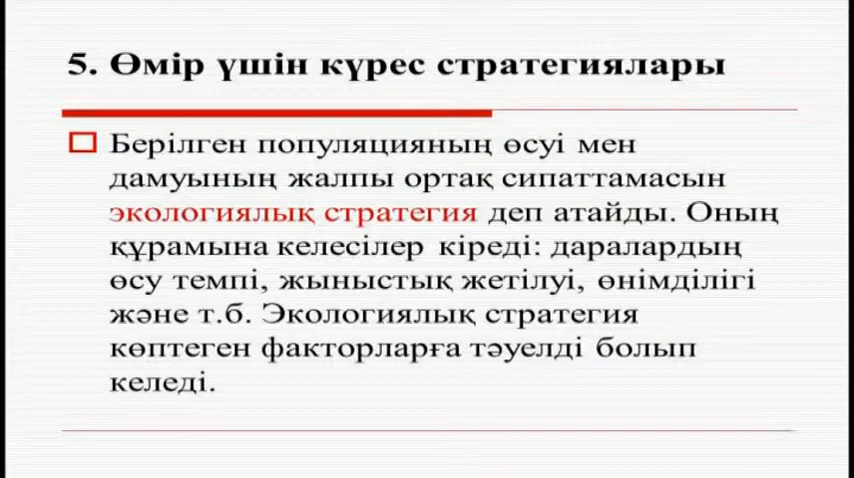 5. Өмір үшін күрес стратегиялары
Берілген популяцияның өсуі мен
дамуының жалпы ортақ сипаттамасын
экологиялық стратегия деп атайды. Оның
құрамына келесілер кіреді: даралардың
өсу темпі, жыныстық жетілуі, өнімділігі
және т.б. Экологиялық стратегия
көптеген факторларға тәуелді болып
келеді.